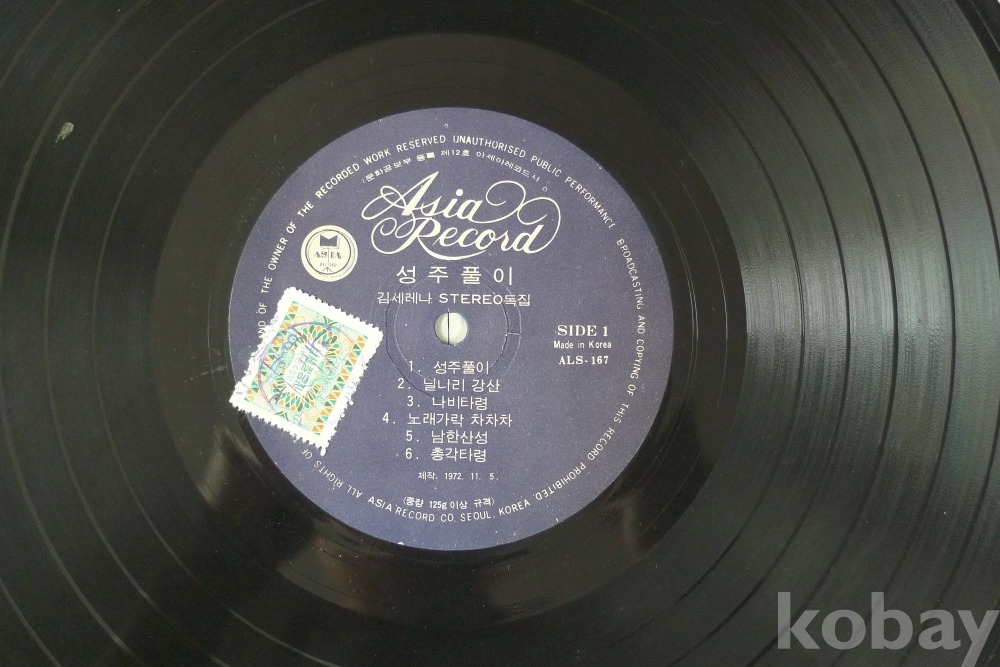 ALL RIGHTS OF THE AND OF THE OWNER OF THE RECORDED WORK RESERVED UNAUTHORISED PUBLIC PERFORMANCE BROADCASTING AND COPYING OF THIS RECORD PROHIBITED
(문화공보부 등록 제12호 아세아레코드사)
Asia
Record
ASIA
성주풀이
김세레나 STEREO독집
SIDE 1
Made in Korea
ALS-167
1. 성주풀이
2. 닐나리 강산
3. 나비타령
4. 노래가락 차차차
5. 남한산성
6. 총각타령
제작. 1972. 11. 5.
(중량 125g 이상 규격)
ASIA RECORD CO. SEOUL, KOREA
kobay